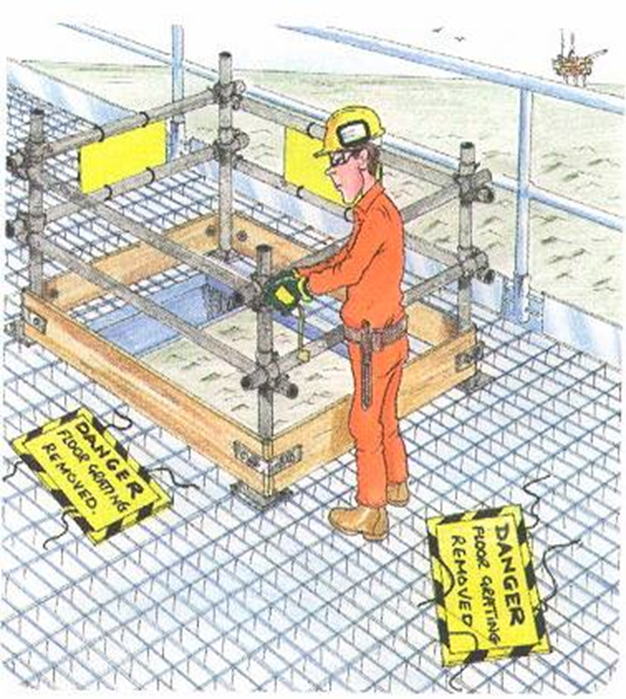 DANGER
FLOOR GRATING
REMOVED.
DANGER
FLOOR GRATING
REMOVED